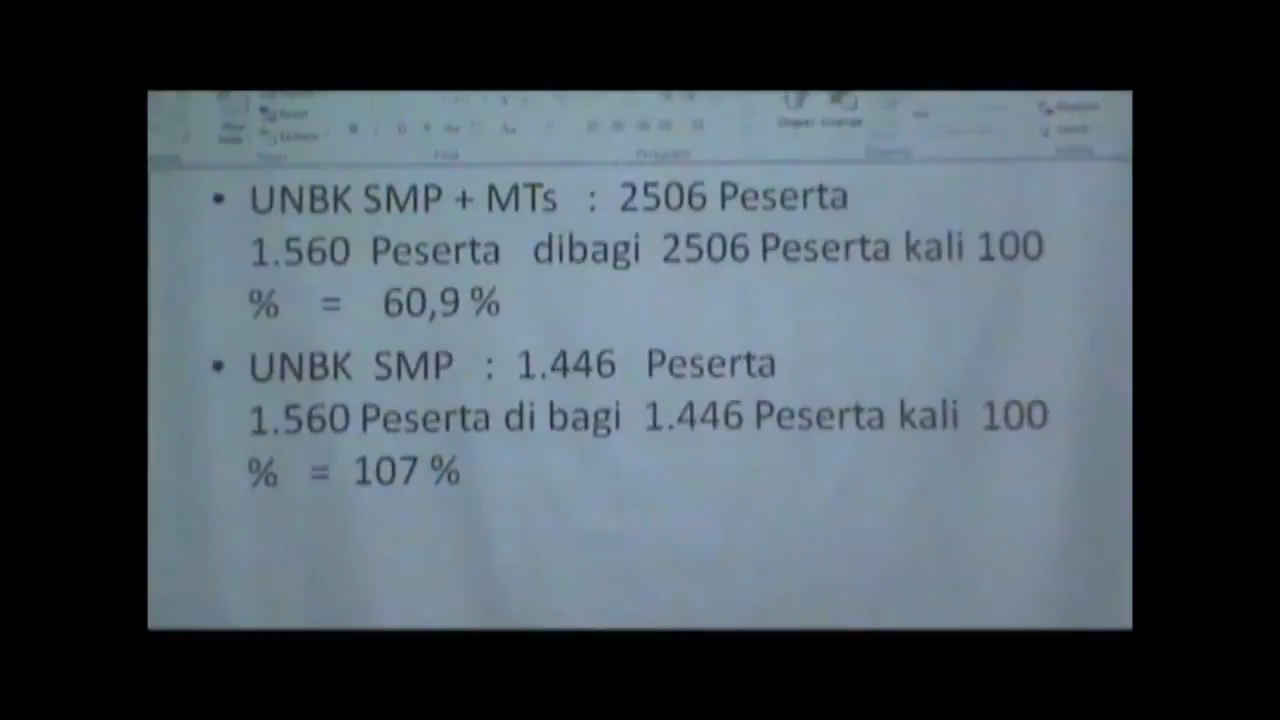 • UNBK SMP + MTs : 2506 Peserta
1.560 Peserta dibagi 2506 Peserta kali 100
% = 60,9 %
• UNBK SMP : 1.446 Peserta
1.560 Peserta di bagi 1.446 Peserta kali 100
% = 107 %